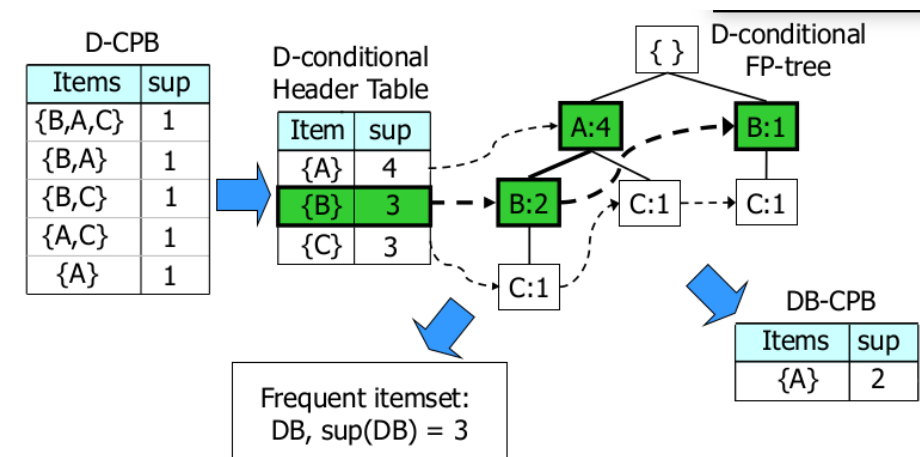 D-CPB
Items sup
{B,A,C} 1
{B,A} 1
{B,C} 1
{A,C} 1
{A} 1
D-conditional
Header Table
Item sup
{A} 4
{B} 3
{C} 3
{ }
D-conditional
FP-tree
A:4
B:1
B:2
C:1
C:1
C:1
Frequent itemset:
DB, sup(DB) = 3
DB-CPB
Items sup
{A} 2